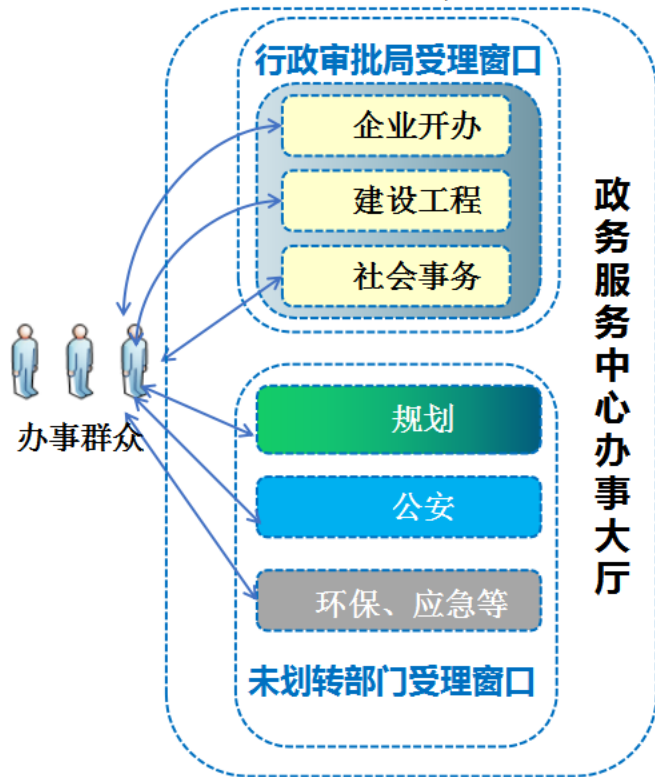 行政审批局受理窗口
企业开办
建设工程
社会事务
办事群众
规划
公安
环保、应急等
未划转部门受理窗口
政务服务中心办事大厅